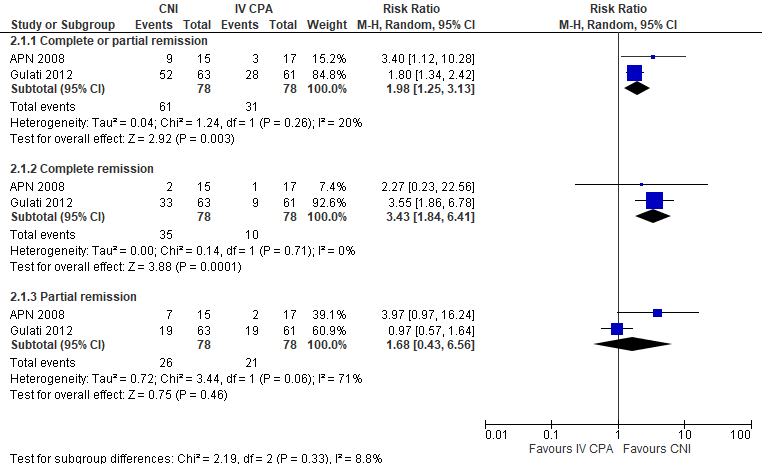 CNI IV CPA Risk Ratio Risk Ratio
Study or Subgroup Events Total Events Total Weight M-H, Random, 95% CI M-H, Random, 95% CI
2.1.1 Complete or partial remission
APN 2008 9 15 3 17 15.2% 3.40 [1.12, 10.28]
Gulati 2012 52 63 28 61 84.8% 1.80 [1.34, 2.42]
Subtotal (95% CI) 78 78 100.0% 1.98 [1.25, 3.13]
Total events 61 31
Heterogeneity: Tau² = 0.04; Chi² = 1.24, df = 1 (P = 0.26); I² = 20%
Test for overall effect: Z = 2.92 (P = 0.003)
2.1.2 Complete remission
APN 2008 2 15 1 17 7.4% 2.27 [0.23, 22.56]
Gulati 2012 33 63 9 61 92.6% 3.55 [1.86, 6.78]
Subtotal (95% CI) 78 78 100.0% 3.43 [1.84, 6.41]
Total events 35 10
Heterogeneity: Tau² = 0.00; Chi² = 0.14, df = 1 (P = 0.71); I² = 0%
Test for overall effect: Z = 3.88 (P = 0.0001)
2.1.3 Partial remission
APN 2008 7 15 2 17 39.1% 3.97 [0.97, 16.24]
Gulati 2012 19 63 19 61 60.9% 0.97 [0.57, 1.64]
Subtotal (95% CI) 78 78 100.0% 1.68 [0.43, 6.56]
Total events 26 21
Heterogeneity: Tau² = 0.72; Chi² = 3.44, df = 1 (P = 0.06); I² = 71%
Test for overall effect: Z = 0.75 (P = 0.46)
0.01 0.1 1 10 100
Favours IV CPA Favours CNI
Test for subgroup differences: Chi² = 2.19, df = 2 (P = 0.33), I² = 8.8%